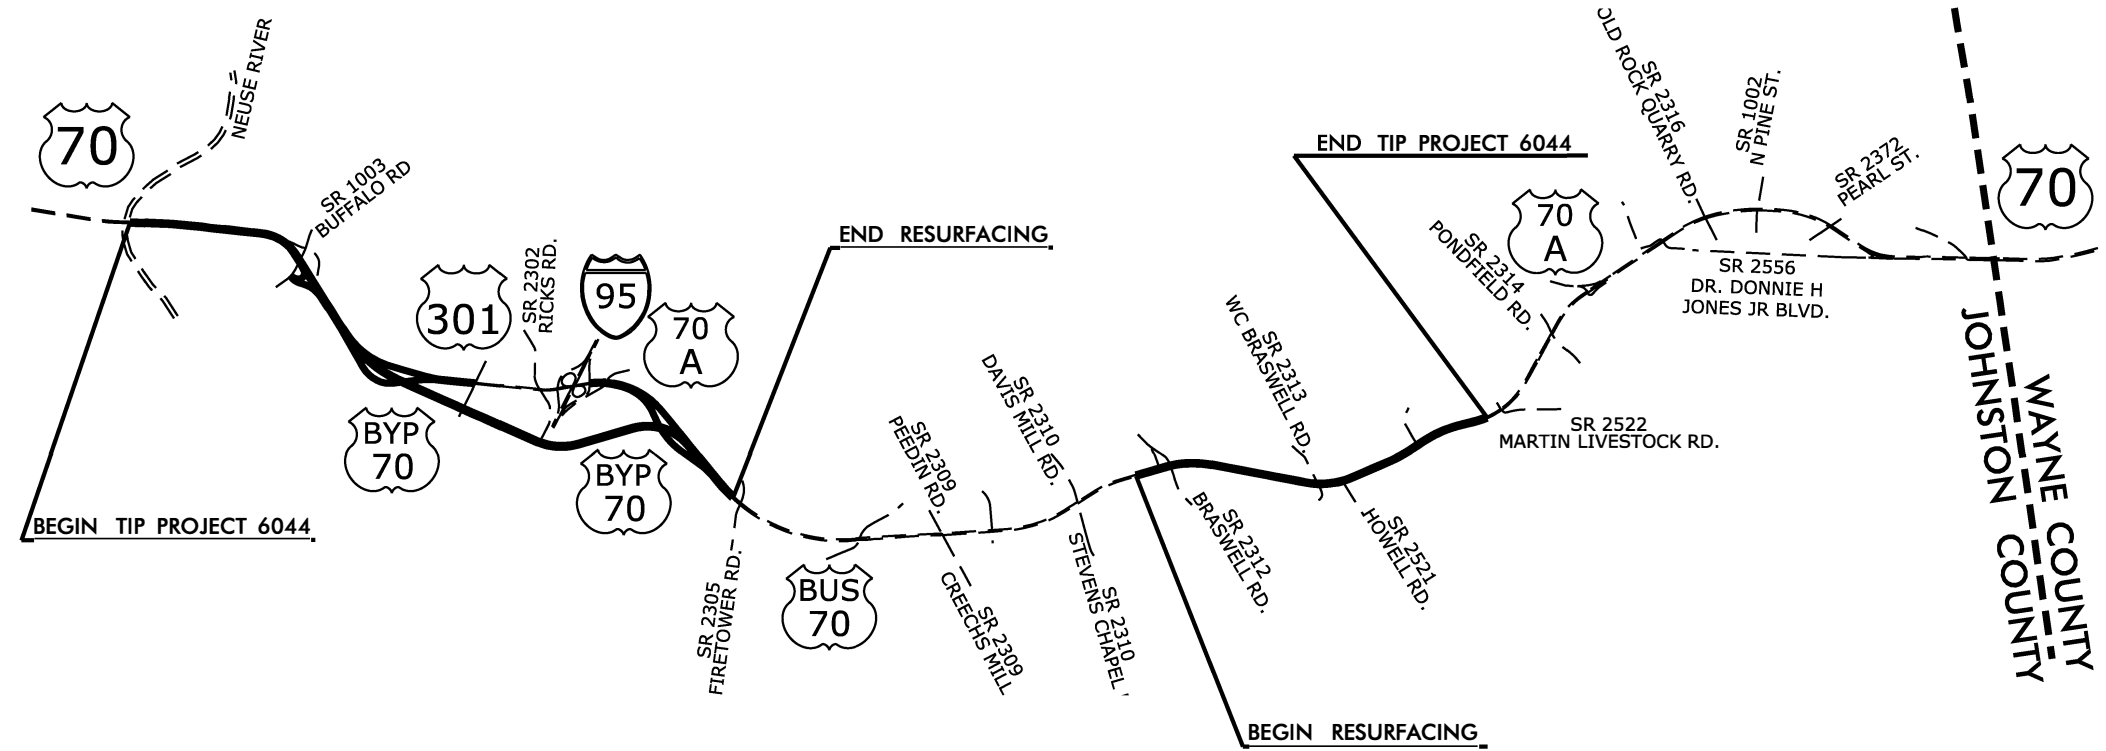 NEUSE RIVER
70
SR 1003
BUFFALO RD
BEGIN TIP PROJECT 6044
301
SR 2302
RICKS RD.
95
70
A
BYP
70
BYP
70
END RESURFACING
SR 2305
FIRETOWER RD.
BUS
70
SR 2309
PEEDIN RD.
SR 2309
CREECHS MILL
SR 2310
DAVIS MILL RD.
SR 2310
STEVENS CHAPEL
BEGIN RESURFACING
SR 2312
BRASWELL RD.
SR 2313
WC BRASWELL RD.
SR 2521
HOWELL RD.
END TIP PROJECT 6044
SR 2522
MARTIN LIVESTOCK RD.
SR 2314
PONDFIELD RD.
70
A
SR 2316
OLD ROCK QUARRY RD.
SR 1002
N PINE ST.
SR 2372
PEARL ST.
SR 2556
DR. DONNIE H
JONES JR BLVD.
70
WAYNE COUNTY
JOHNSTON COUNTY